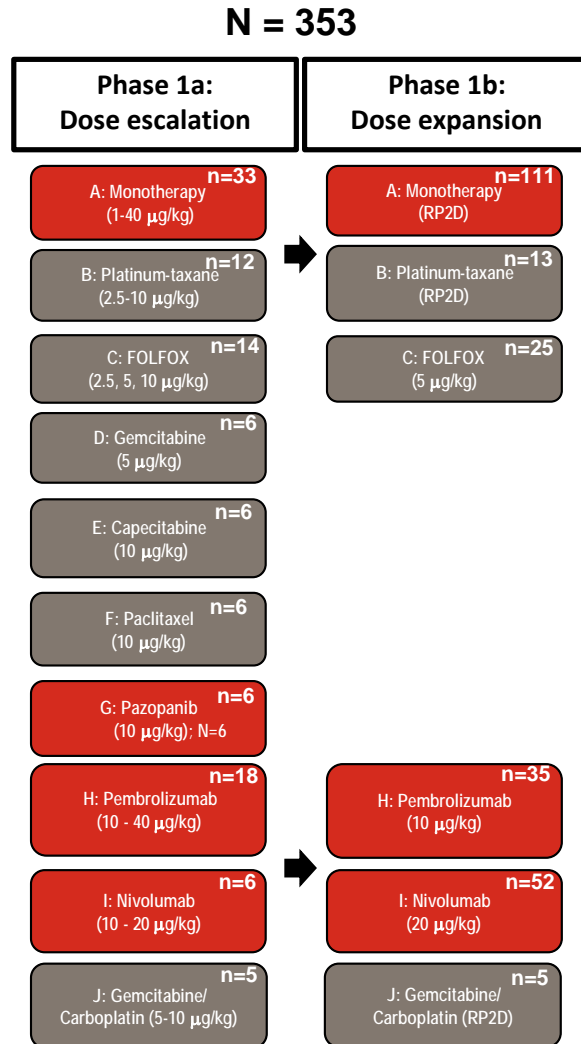 N = 353
Phase 1a:
Dose escalation
Phase 1b:
Dose expansion
n=33
A: Monotherapy
(1-40 µg/kg)
n=111
A: Monotherapy
(RP2D)
n=12
B: Platinum-taxane
(2.5-10 µg/kg)
n=13
B: Platinum-taxane
(RP2D)
n=14
C: FOLFOX
(2.5, 5, 10 µg/kg)
n=25
C: FOLFOX
(5 µg/kg)
n=6
D: Gemcitabine
(5 µg/kg)
n=6
E: Capecitabine
(10 µg/kg)
n=6
F: Paclitaxel
(10 µg/kg)
n=6
G: Pazopanib
(10 µg/kg); N=6
n=18
H: Pembrolizumab
(10 - 40 µg/kg)
n=35
H: Pembrolizumab
(10 µg/kg)
n=6
I: Nivolumab
(10 - 20 µg/kg)
n=52
I: Nivolumab
(20 µg/kg)
n=5
J: Gemcitabine/
Carboplatin (5-10 µg/kg)
n=5
J: Gemcitabine/
Carboplatin (RP2D)